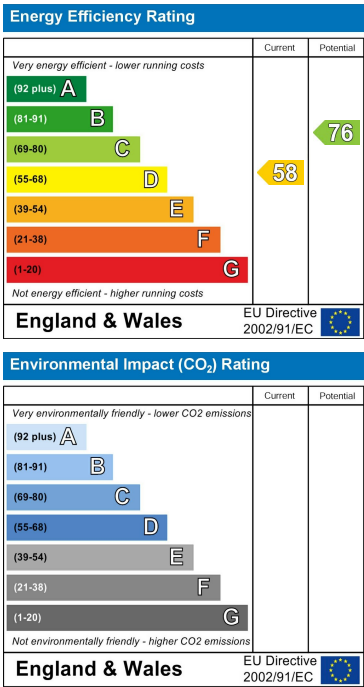 Energy Efficiency Rating
Current Potential
Very energy efficient - lower running costs
(92 plus) A
(81-91) B
(69-80) C
(55-68) D
(39-54) E
(21-38) F
(1-20) G
58
76
Not energy efficient - higher running costs
England & Wales
EU Directive
2002/91/EC
Environmental Impact (CO₂) Rating
Current Potential
Very environmentally friendly - lower CO2 emissions
(92 plus) A
(81-91) B
(69-80) C
(55-68) D
(39-54) E
(21-38) F
(1-20) G
Not environmentally friendly - higher CO2 emissions
England & Wales
EU Directive
2002/91/EC